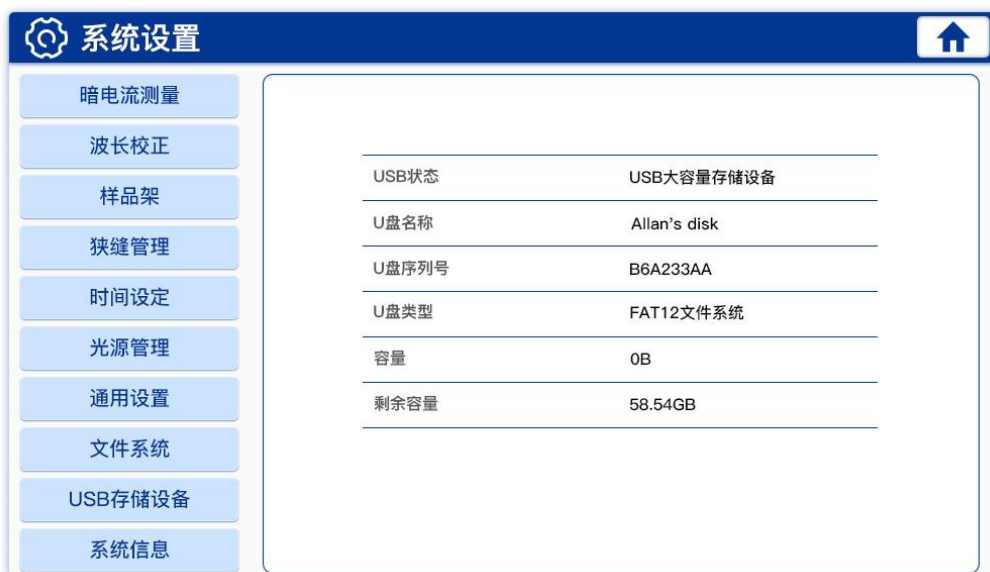 系统设置
暗电流测量
波长校正
样品架
狭缝管理
时间设定
光源管理
通用设置
文件系统
USB存储设备
系统信息
USB状态 USB大容量存储设备
U盘名称 Allan's disk
U盘序列号 B6A233AA
U盘类型 FAT12文件系统
容量 0B
剩余容量 58.54GB